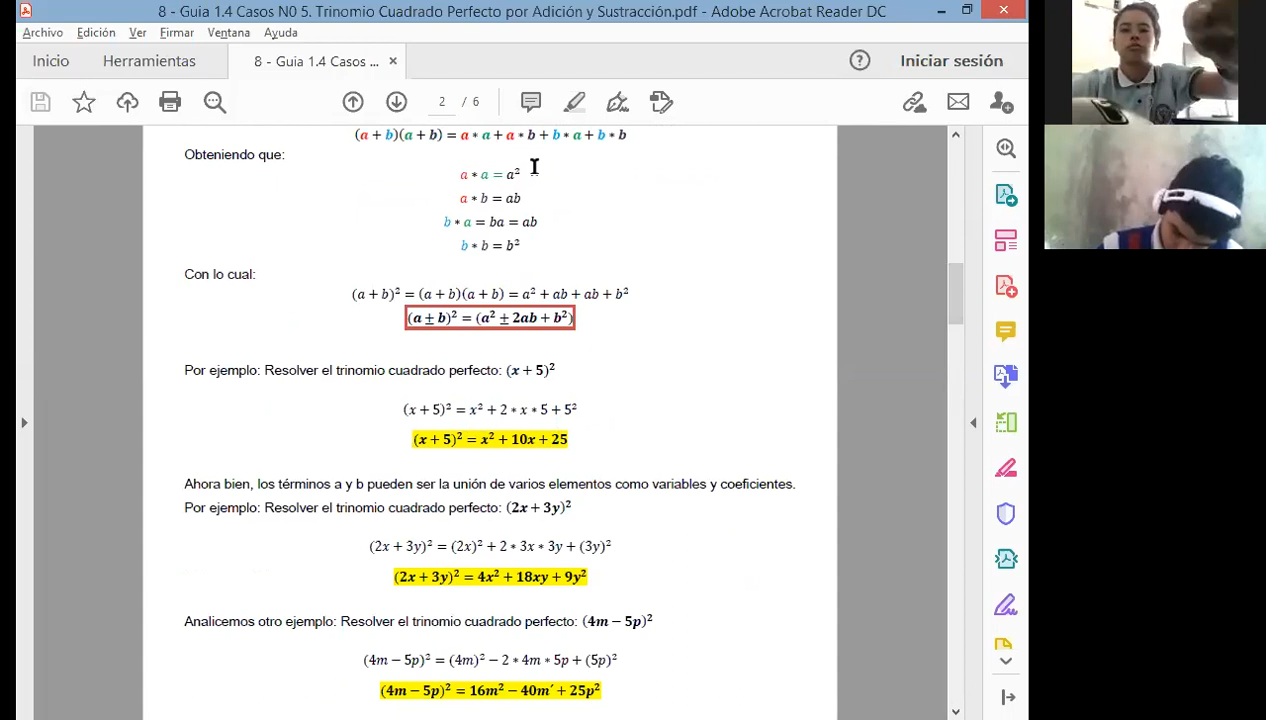 8 - Guia 1.4 Casos N0 5. Trinomio Cuadrado Perfecto por Adición y Sustracción.pdf - Adobe Acrobat Reader DC
Archivo Edición Ver Firmar Ventana Ayuda
Inicio Herramientas 8 - Guia 1.4 Casos ... × Iniciar sesión
2 / 6
(a + b)(a + b) = a * a + a * b + b * a + b * b
Obteniendo que:
a * a = a²
a * b = ab
b * a = ba = ab
b * b = b²
Con lo cual:
(a + b)² = (a + b)(a + b) = a² + ab + ab + b²
(a ± b)² = (a² ± 2ab + b²)
Por ejemplo: Resolver el trinomio cuadrado perfecto: (x + 5)²
(x + 5)² = x² + 2 * x * 5 + 5²
(x + 5)² = x² + 10x + 25
Ahora bien, los términos a y b pueden ser la unión de varios elementos como variables y coeficientes.
Por ejemplo: Resolver el trinomio cuadrado perfecto: (2x + 3y)²
(2x + 3y)² = (2x)² + 2 * 3x * 3y + (3y)²
(2x + 3y)² = 4x² + 18xy + 9y²
Analicemos otro ejemplo: Resolver el trinomio cuadrado perfecto: (4m − 5p)²
(4m − 5p)² = (4m)² − 2 * 4m * 5p + (5p)²
(4m − 5p)² = 16m² − 40m´ + 25p²